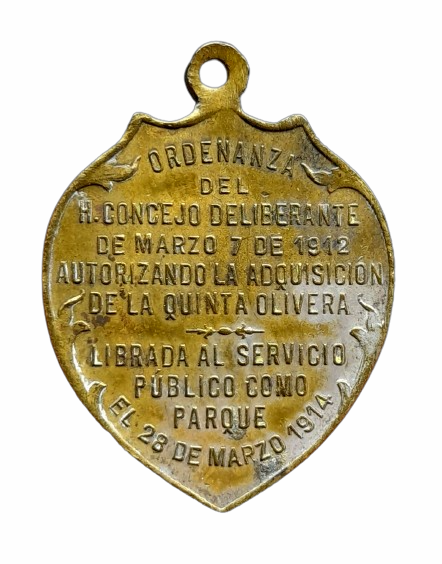 ORDENANZA
DEL
H. CONCEJO DELIBERANTE
DE MARZO 7 DE 1912
AUTORIZANDO LA ADQUISICIÓN
DE LA QUINTA OLIVERA
LIBRADA AL SERVICIO
PÚBLICO COMO
PARQUE
EL 28 DE MARZO 1914